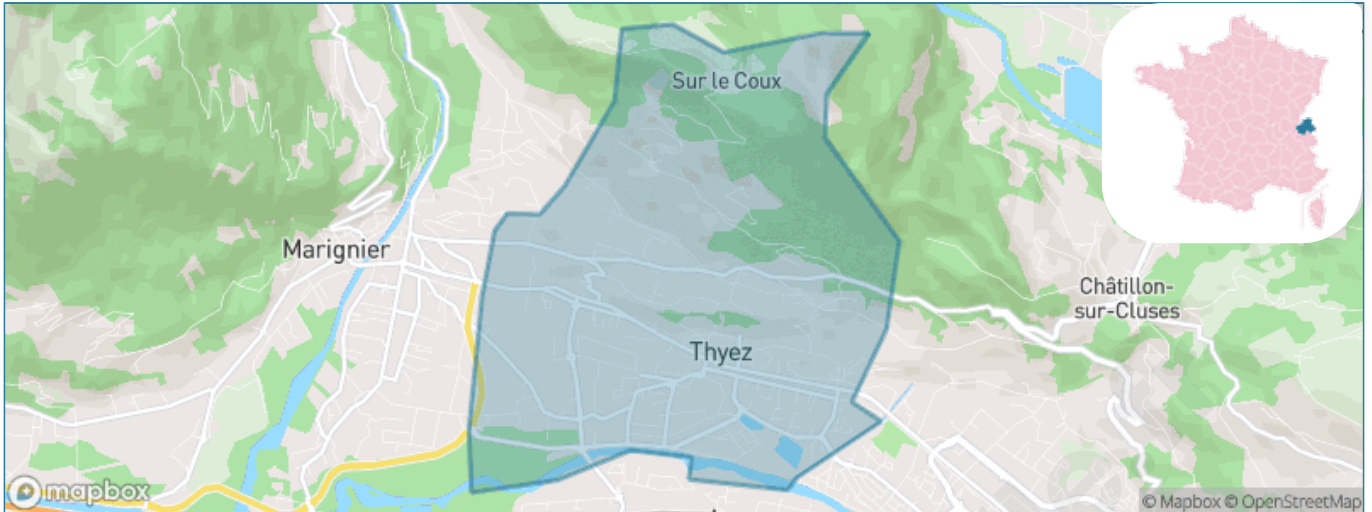 Sur le Coux
Marignier
Châtillon-
sur-Cluses
Thyez
mapbox
© Mapbox © OpenStreetMap